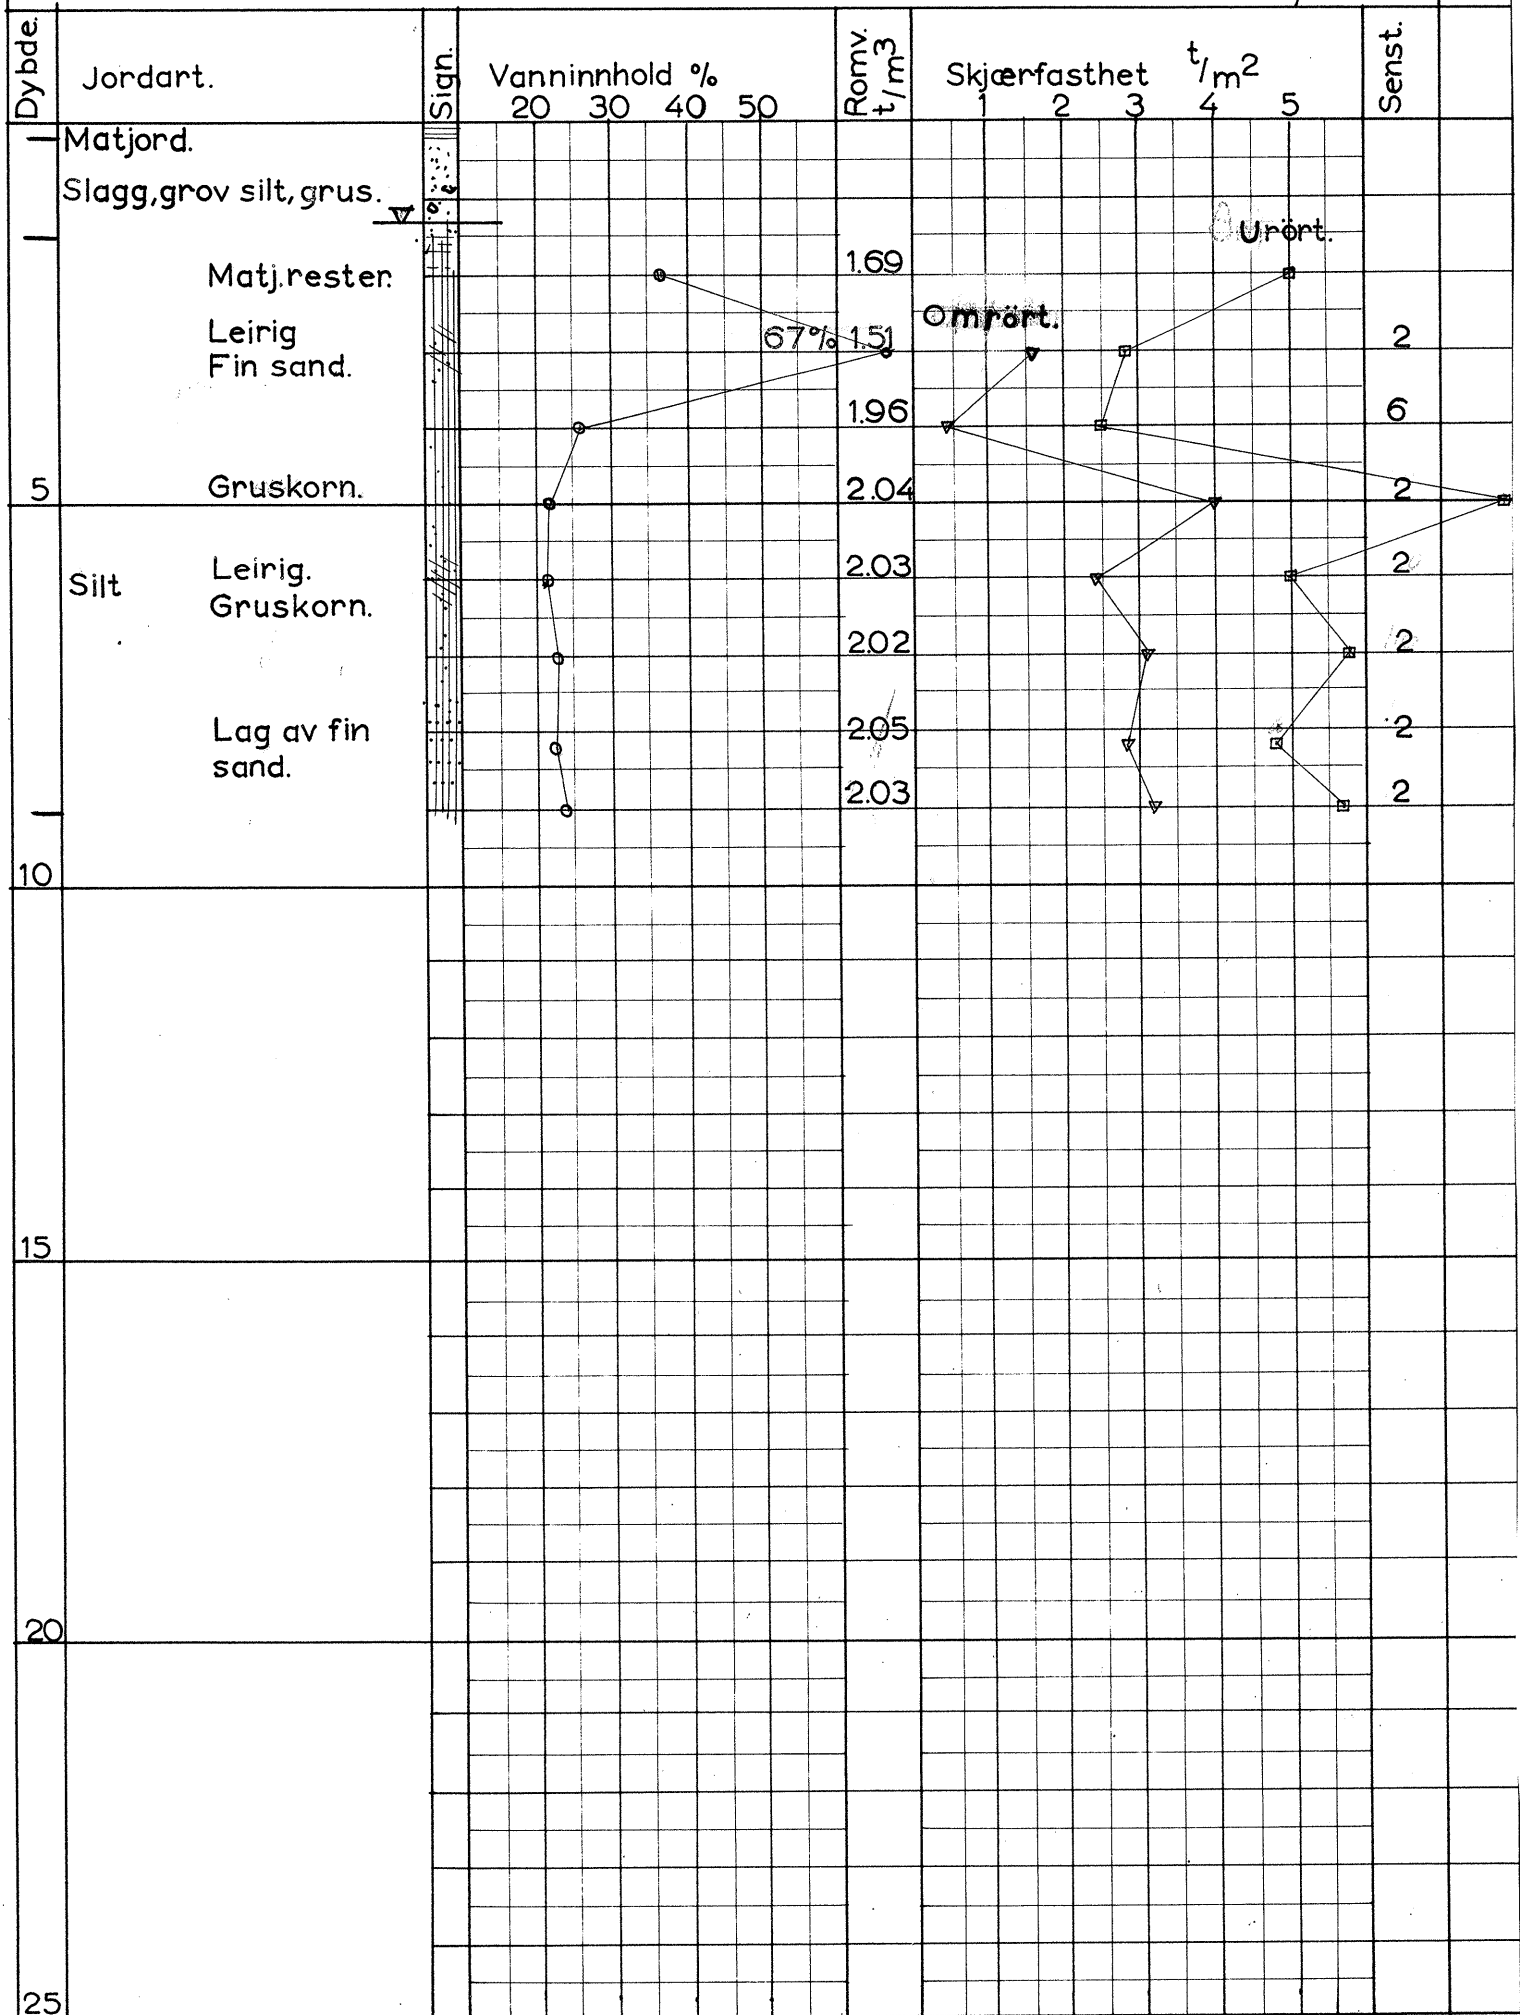 Dybde.
Jordart.
Sign.
Vanninnhold %
20 30 40 50
Romv. t/m3
Skjærfasthet t/m2
1 2 3 4 5
Senst.
Matjord.
Slagg, grov silt, grus.
Urört.
Matj.rester.
1.69
Omrört.
Leirig
67% 1.51 2
Fin sand.
1.96 6
5 Gruskorn. 2.04 2
Silt Leirig. 2.03 2
Gruskorn.
2.02 2
Lag av fin 2.05 2
sand.
2.03 2
10
15
20
25